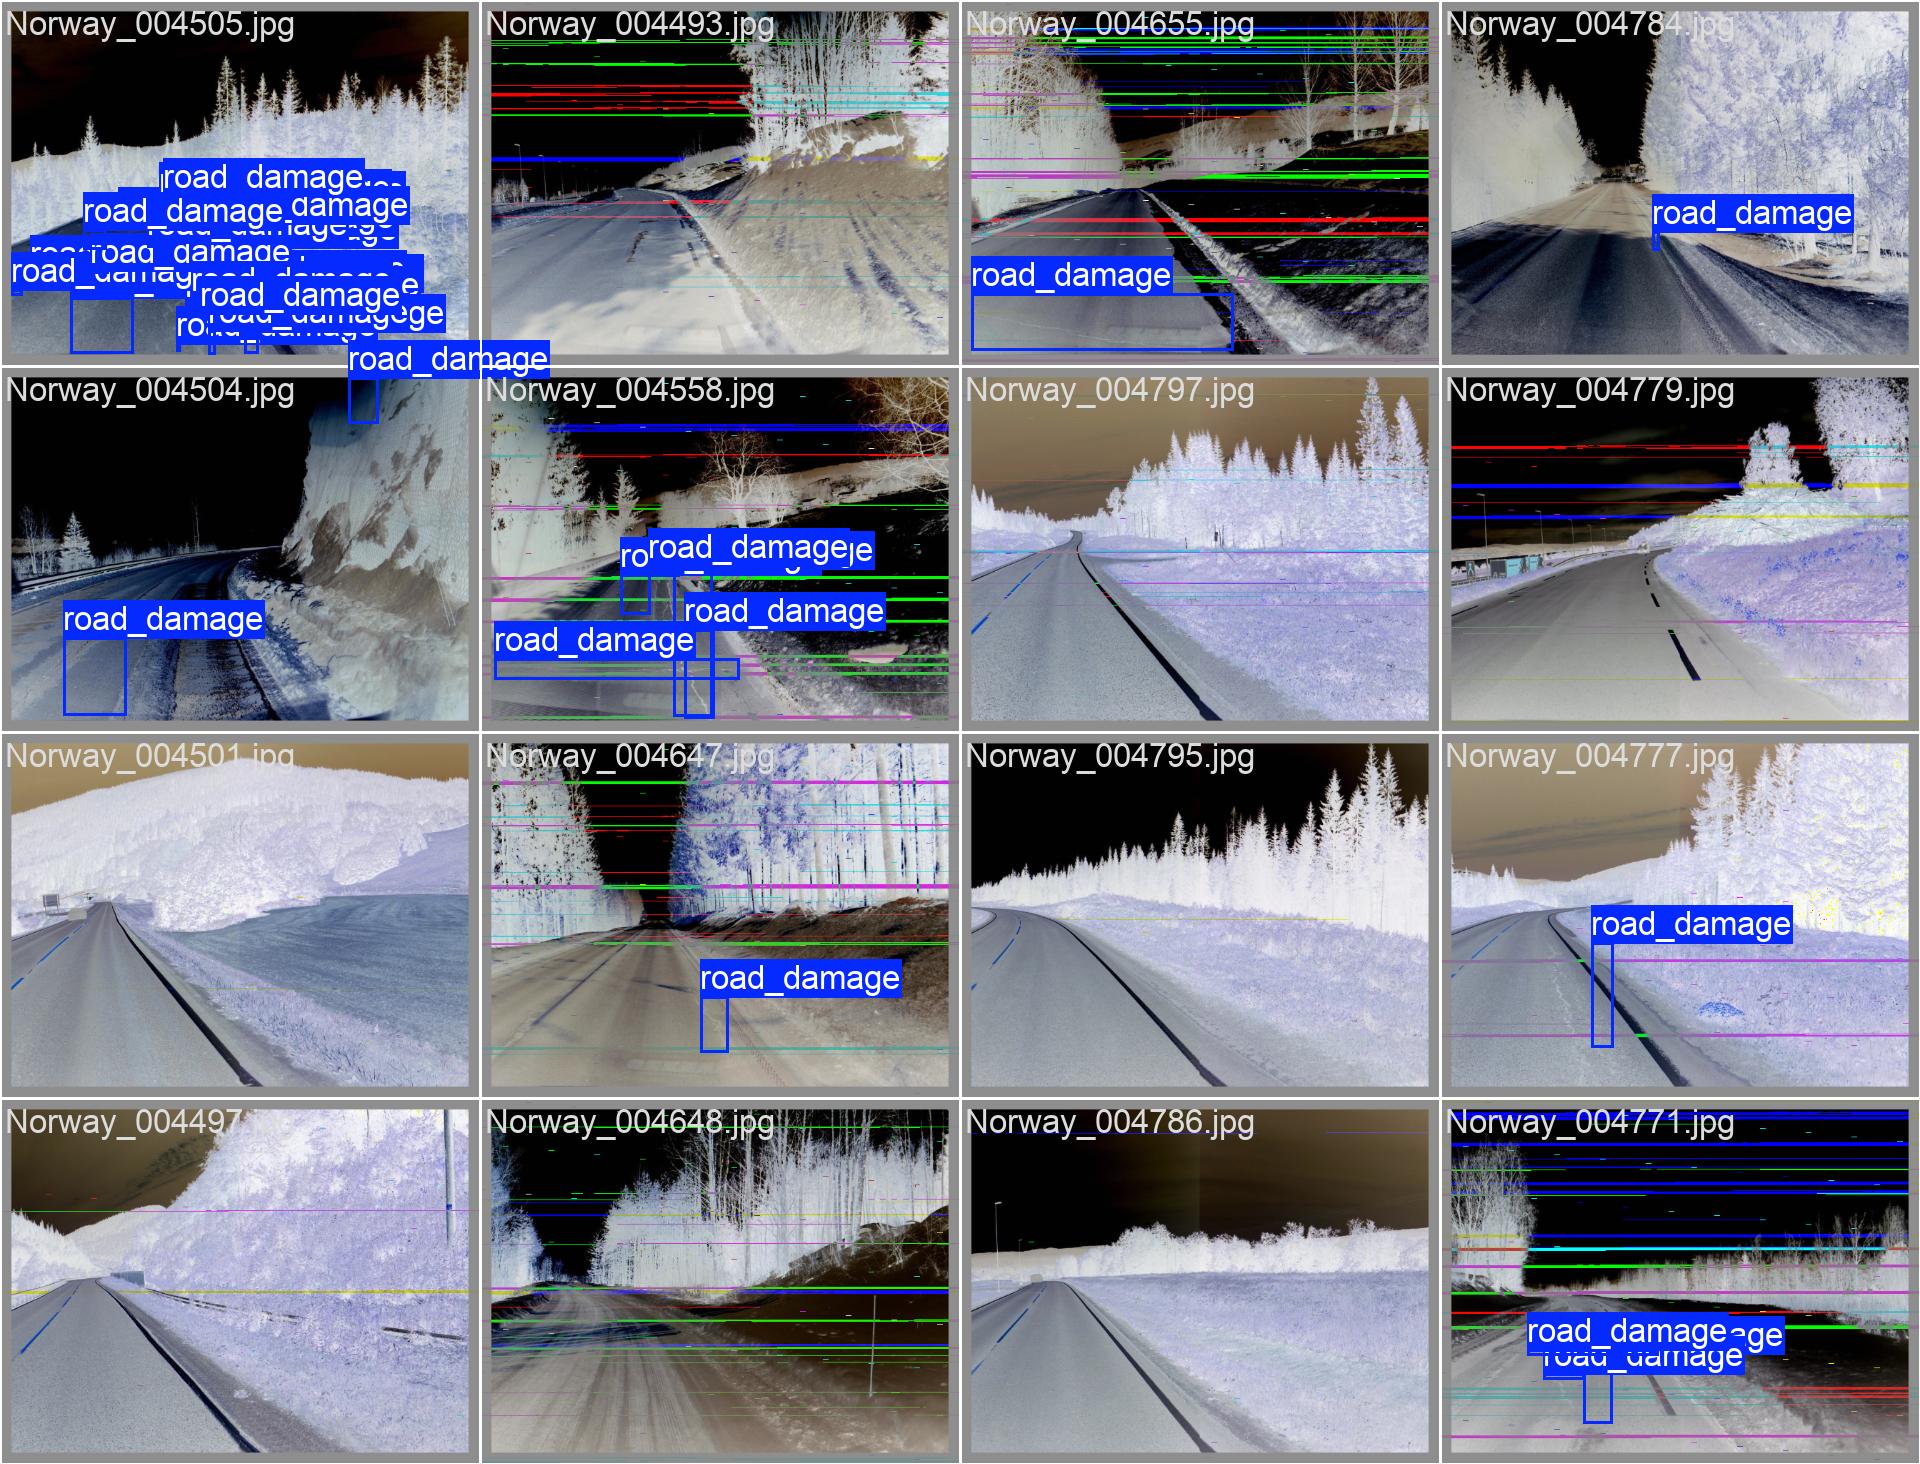 Norway_004505.jpg
road_damage
road_damage
damage
road_damage
road_damage
road_damage
road_damage
Norway_004493.jpg
Norway_004655.jpg
road_damage
Norway_004784.jpg
road_damage
Norway_004504.jpg
road_damage
road_damage
Norway_004558.jpg
road_damage
road_damage
road_damage
Norway_004797.jpg
Norway_004779.jpg
Norway_004501.jpg
Norway_004647.jpg
road_damage
Norway_004795.jpg
Norway_004777.jpg
road_damage
Norway_004497
Norway_004648.jpg
Norway_004786.jpg
Norway_004771.jpg
road_damage
road_damage